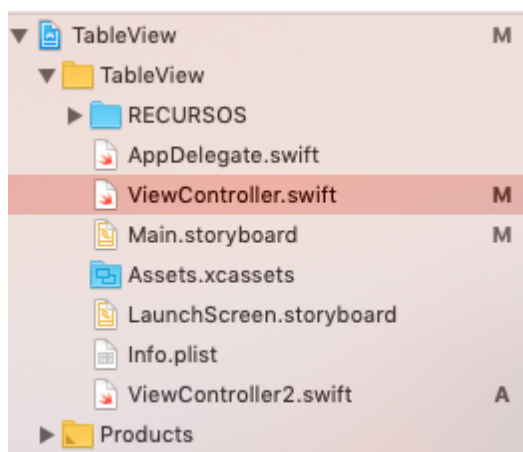 TableView M
TableView
RECURSOS
AppDelegate.swift
ViewController.swift M
Main.storyboard M
Assets.xcassets
LaunchScreen.storyboard
Info.plist
ViewController2.swift A
Products